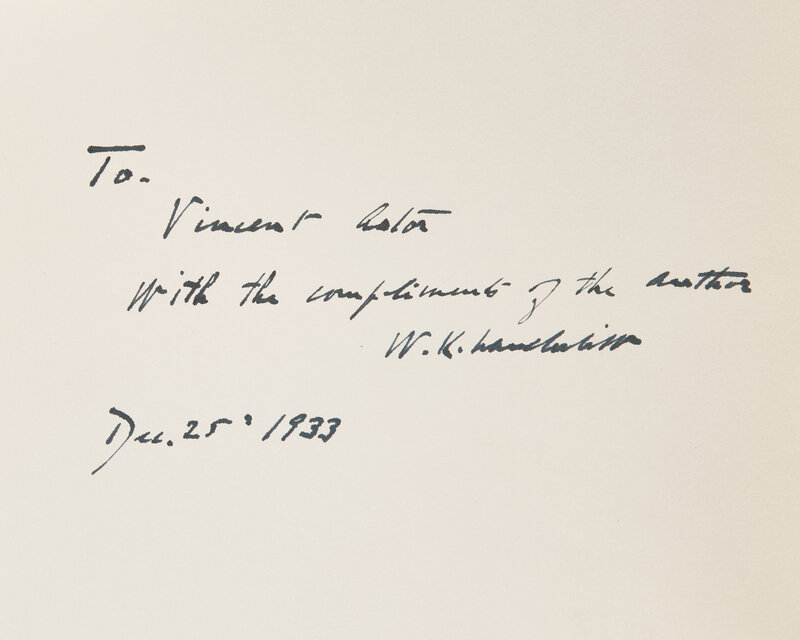 To.
Vincent Astor
With the compliments of the author
W. K. Vanderbilt
Dec. 25' 1933